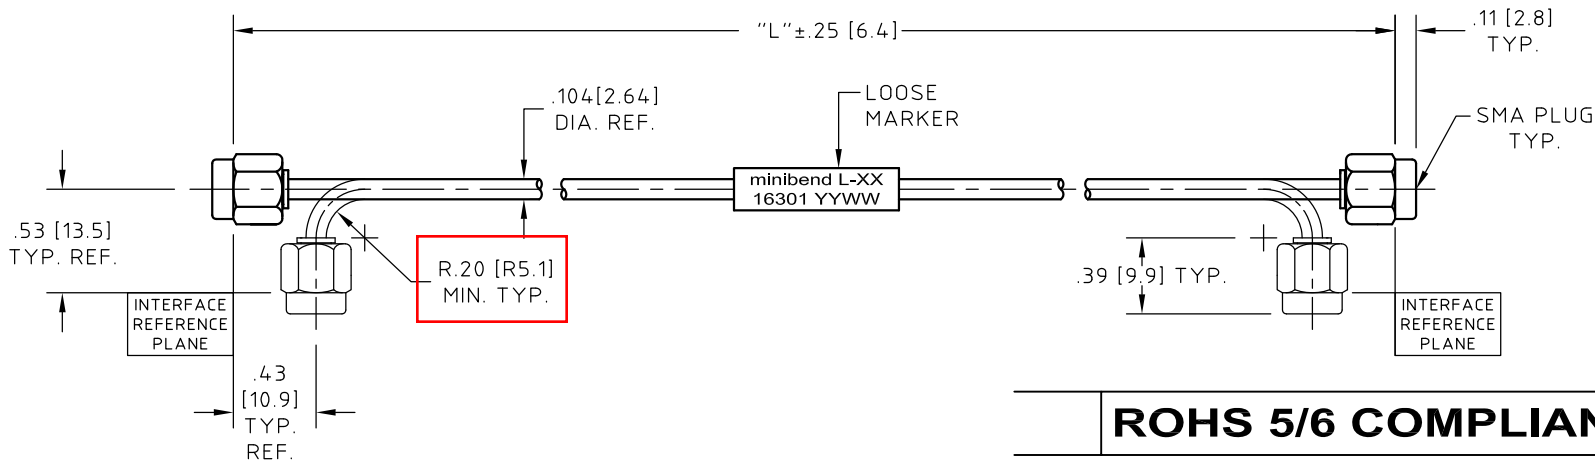 "L"±.25 [6.4]
.11 [2.8]
TYP.
.104[2.64]
DIA. REF.
LOOSE
MARKER
SMA PLUG
TYP.
minibend L-XX
16301 YYWW
.53 [13.5]
TYP. REF.
R.20 [R5.1]
MIN. TYP.
.39 [9.9] TYP.
INTERFACE
REFERENCE
PLANE
INTERFACE
REFERENCE
PLANE
.43
[10.9]
TYP.
REF.
ROHS 5/6 COMPLIAN